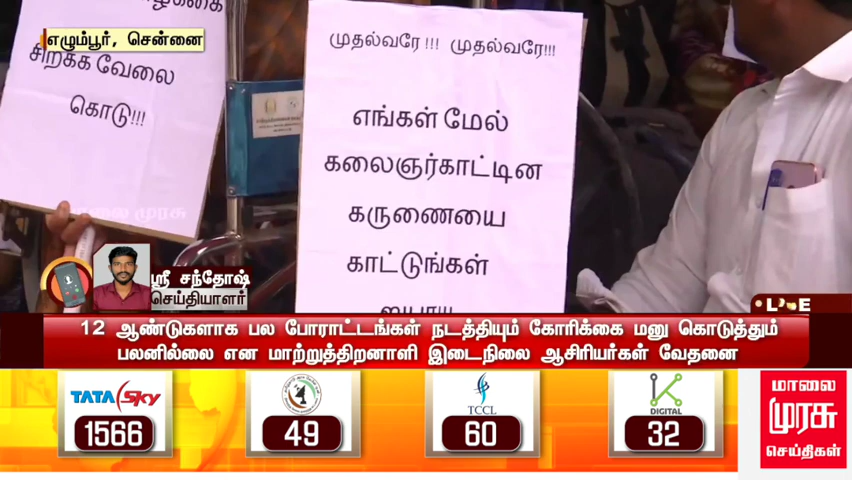 எழும்பூர், சென்னை
சிறக்க வேலை
கொடு!!!
முதல்வரே !!! முதல்வரே!!!
எங்கள் மேல்
கலைஞர்காட்டின
கருணையை
காட்டுங்கள்
மாலை முரசு
ஸ்ரீ சந்தோஷ்
செய்தியாளர்
LIVE
12 ஆண்டுகளாக பல போராட்டங்கள் நடத்தியும் கோரிக்கை மனு கொடுத்தும்
பலனில்லை என மாற்றுத்திறனாளி இடைநிலை ஆசிரியர்கள் வேதனை
TATA Sky
1566
49
TCCL
60
K DIGITAL
32
மாலை
முரசு
செய்திகள்